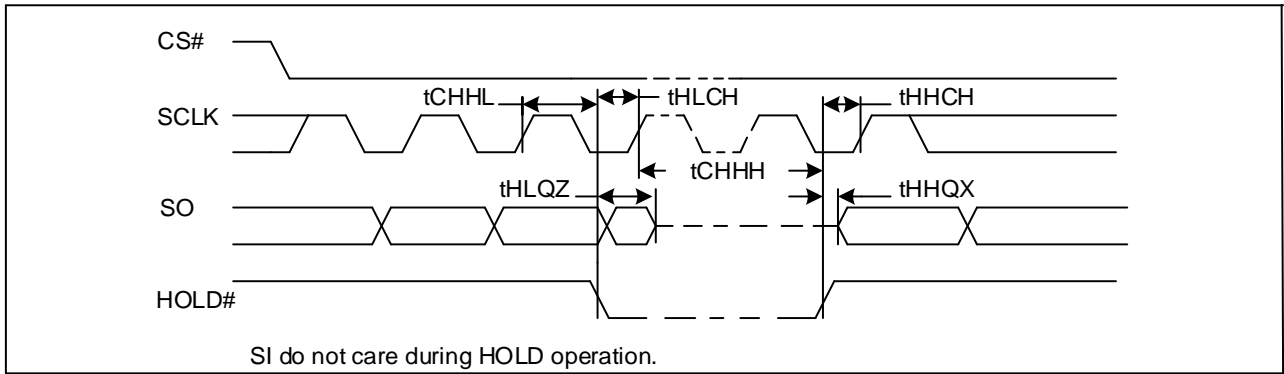 CS#
tCHHL
tHLCH
tHHCH
SCLK
tCHHH
tHLQZ
tHHQX
SO
HOLD#
SI do not care during HOLD operation.